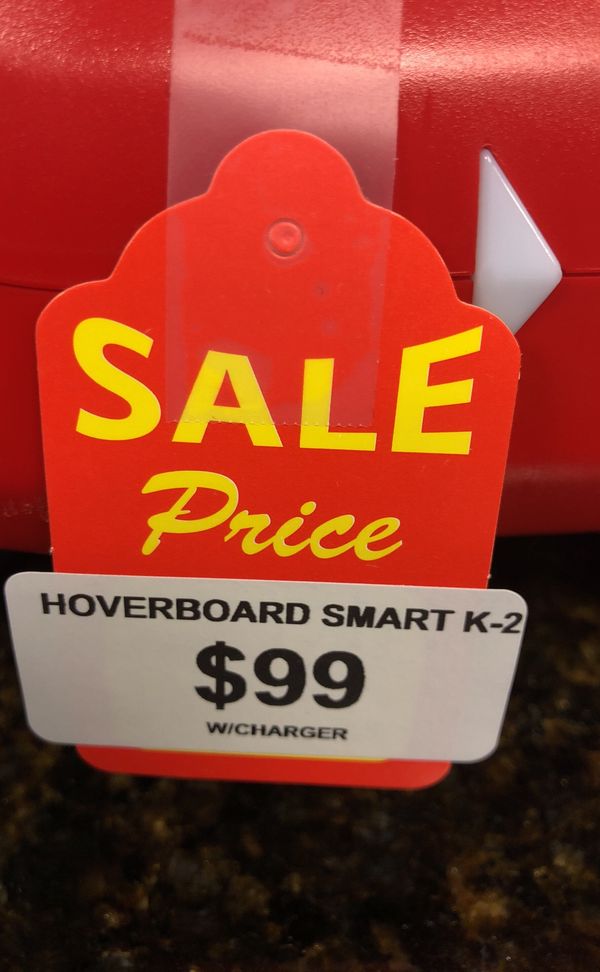 SALE
Price
HOVERBOARD SMART K-2
$99
W/CHARGER